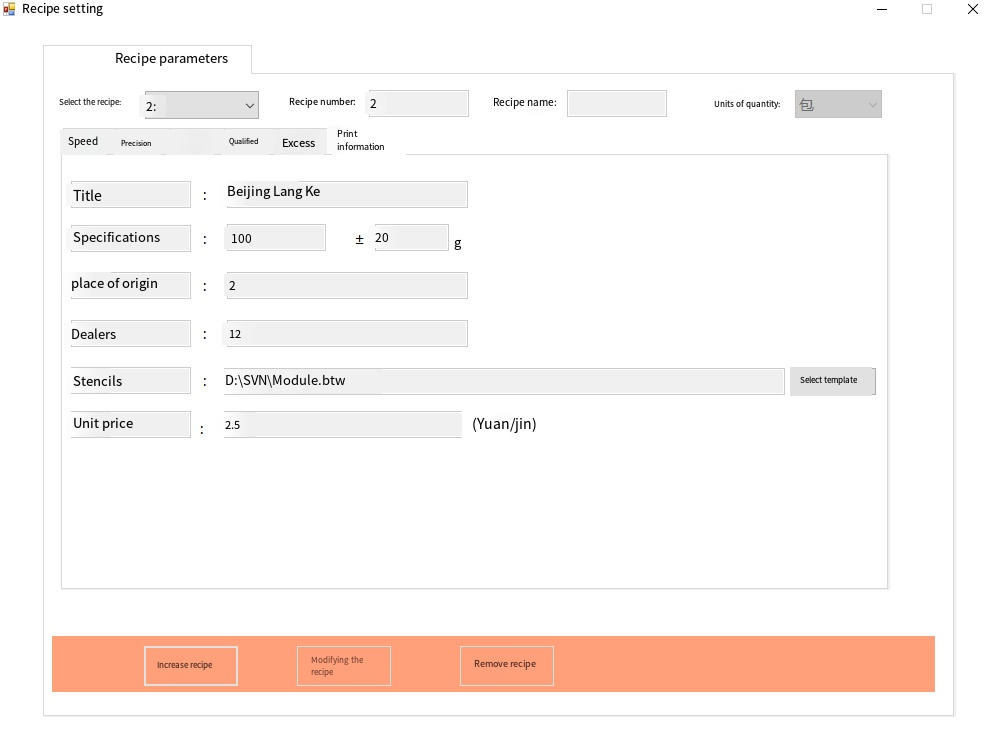 Recipe setting
Recipe parameters
Select the recipe: 2: Recipe number: 2 Recipe name: Units of quantity: 包
Speed Precision Qualified Excess Print information
Title : Beijing Lang Ke
Specifications : 100 ± 20 g
place of origin : 2
Dealers : 12
Stencils : D:\SVN\Module.btw Select template
Unit price : 2.5 (Yuan/jin)
Increase recipe Modifying the recipe Remove recipe